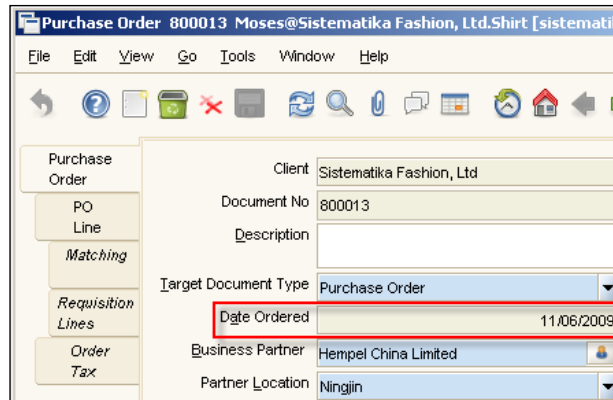 Purchase Order 800013 Moses@Sistematika Fashion, Ltd.Shirt [sistemati
File Edit View Go Tools Window Help
Purchase
Order
PO
Line
Matching
Requisition
Lines
Order
Tax
Client Sistematika Fashion, Ltd
Document No 800013
Description
Target Document Type Purchase Order
Date Ordered 11/06/2009
Business Partner Hempel China Limited
Partner Location Ningjin